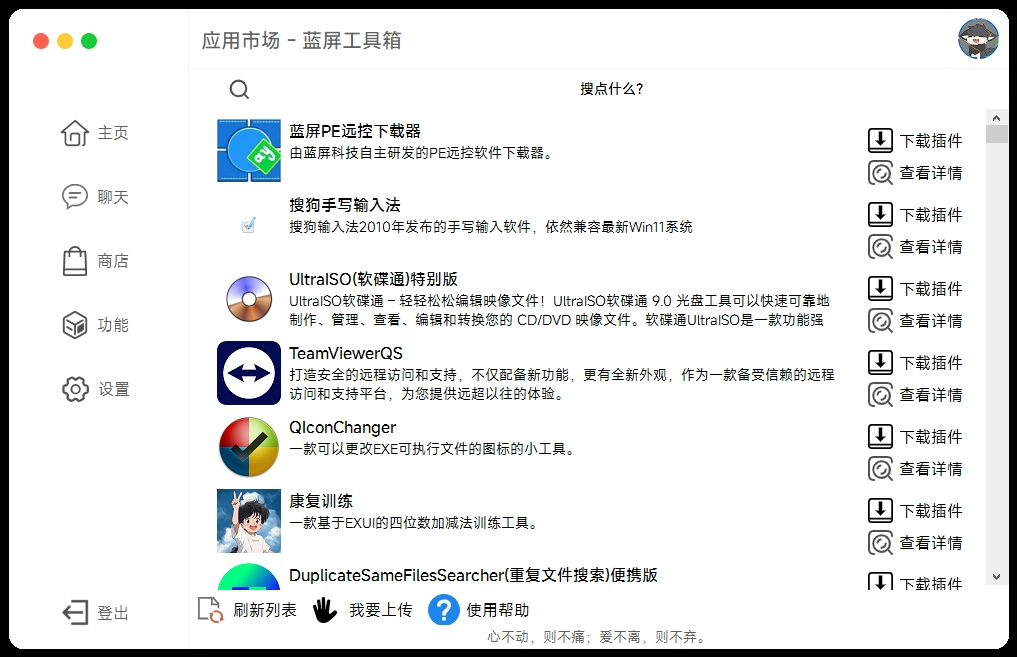 应用市场 - 蓝屏工具箱
搜点什么?
主页
聊天
商店
功能
设置
登出
蓝屏PE远控下载器
由蓝屏科技自主研发的PE远控软件下载器。
下载插件
查看详情
搜狗手写输入法
搜狗输入法2010年发布的手写输入软件，依然兼容最新Win11系统
下载插件
查看详情
UltraISO(软碟通)特别版
UltraISO软碟通 - 轻轻松松编辑映像文件！UltraISO软碟通 9.0 光盘工具可以快速可靠地
制作、管理、查看、编辑和转换您的 CD/DVD 映像文件。软碟通UltraISO是一款功能强
下载插件
查看详情
TeamViewerQS
打造安全的远程访问和支持，不仅配备新功能，更有全新外观，作为一款备受信赖的远程
访问和支持平台，为您提供远超以往的体验。
下载插件
查看详情
QIconChanger
一款可以更改EXE可执行文件的图标的小工具。
下载插件
查看详情
康复训练
一款基于EXUI的四位数加减法训练工具。
下载插件
查看详情
DuplicateSameFilesSearcher(重复文件搜索)便携版
下载插件
刷新列表
我要上传
?
使用帮助
心不动，则不痛；爱不离，则不弃。